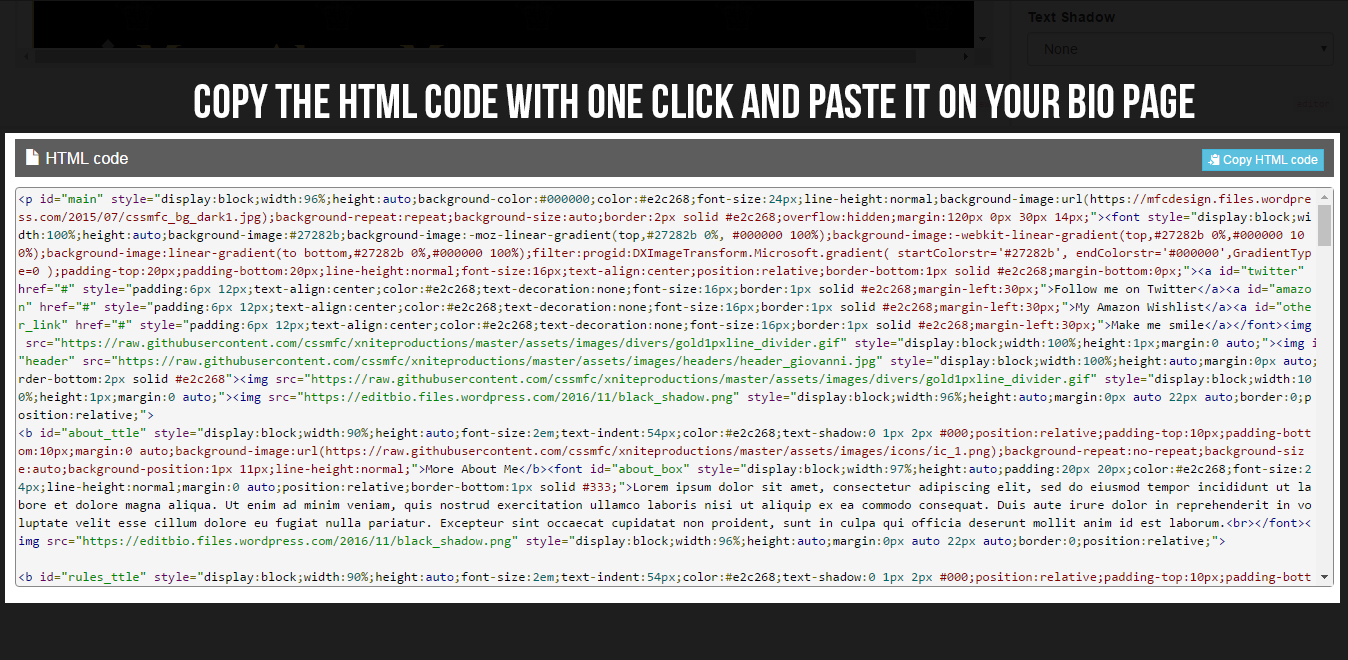 Text Shadow
None
COPY THE HTML CODE WITH ONE CLICK AND PASTE IT ON YOUR BIO PAGE
HTML code
Copy HTML code
<p id="main" style="display:block;width:96%;height:auto;background-color:#000000;color:#e2c268;font-size:24px;line-height:normal;background-image:url(https://mfcdesign.files.wordpre
ss.com/2015/07/cssmfc_bg_dark1.jpg);background-repeat:repeat;background-size:auto;border:2px solid #e2c268;overflow:hidden;margin:120px 0px 30px 14px;"><font style="display:block;wi
dth:100%;height:auto;background-image:#27282b;background-image:-moz-linear-gradient(top,#27282b 0%, #000000 100%);background-image:-webkit-linear-gradient(top,#27282b 0%,#000000 10
0%);background-image:linear-gradient(to bottom,#27282b 0%,#000000 100%);filter:progid:DXImageTransform.Microsoft.gradient( startColorstr='#27282b', endColorstr='#000000',GradientTyp
e=0 );padding-top:20px;padding-bottom:20px;line-height:normal;font-size:16px;text-align:center;position:relative;border-bottom:1px solid #e2c268;margin-bottom:0px;"><a id="twitter"
href="#" style="padding:6px 12px;text-align:center;color:#e2c268;text-decoration:none;font-size:16px;border:1px solid #e2c268;margin-left:30px;">Follow me on Twitter</a><a id="amazo
n" href="#" style="padding:6px 12px;text-align:center;color:#e2c268;text-decoration:none;font-size:16px;border:1px solid #e2c268;margin-left:30px;">My Amazon Wishlist</a><a id="othe
r_link" href="#" style="padding:6px 12px;text-align:center;color:#e2c268;text-decoration:none;font-size:16px;border:1px solid #e2c268;margin-left:30px;">Make me smile</a></font><img
src="https://raw.githubusercontent.com/cssmfc/xniteproductions/master/assets/images/divers/gold1pxline_divider.gif" style="display:block;width:100%;height:1px;margin:0 auto;"><img i
"header" src="https://raw.githubusercontent.com/cssmfc/xniteproductions/master/assets/images/headers/header_giovanni.jpg" style="display:block;width:100%;height:auto;margin:0px auto;
rder-bottom:2px solid #e2c268"><img src="https://raw.githubusercontent.com/cssmfc/xniteproductions/master/assets/images/divers/gold1pxline_divider.gif" style="display:block;width:10
0%;height:1px;margin:0 auto;"><img src="https://editbio.files.wordpress.com/2016/11/black_shadow.png" style="display:block;width:96%;height:auto;margin:0px auto 22px auto;border:0;p
osition:relative;">
<b id="about_ttle" style="display:block;width:90%;height:auto;font-size:2em;text-indent:54px;color:#e2c268;text-shadow:0 1px 2px #000;position:relative;padding-top:10px;padding-bott
om:10px;margin:0 auto;background-image:url(https://raw.githubusercontent.com/cssmfc/xniteproductions/master/assets/images/icons/ic_1.png);background-repeat:no-repeat;background-siz
e:auto;background-position:1px 11px;line-height:normal;">More About Me</b><font id="about_box" style="display:block;width:97%;height:auto;padding:20px 20px;color:#e2c268;font-size:2
4px;line-height:normal;margin:0 auto;position:relative;border-bottom:1px solid #333;">Lorem ipsum dolor sit amet, consectetur adipiscing elit, sed do eiusmod tempor incididunt ut la
bore et dolore magna aliqua. Ut enim ad minim veniam, quis nostrud exercitation ullamco laboris nisi ut aliquip ex ea commodo consequat. Duis aute irure dolor in reprehenderit in vo
luptate velit esse cillum dolore eu fugiat nulla pariatur. Excepteur sint occaecat cupidatat non proident, sunt in culpa qui officia deserunt mollit anim id est laborum.<br></font><
img src="https://editbio.files.wordpress.com/2016/11/black_shadow.png" style="display:block;width:96%;height:auto;margin:0px auto 22px auto;border:0;position:relative;">
<b id="rules_ttle" style="display:block;width:90%;height:auto;font-size:2em;text-indent:54px;color:#e2c268;text-shadow:0 1px 2px #000;position:relative;padding-top:10px;padding-bott